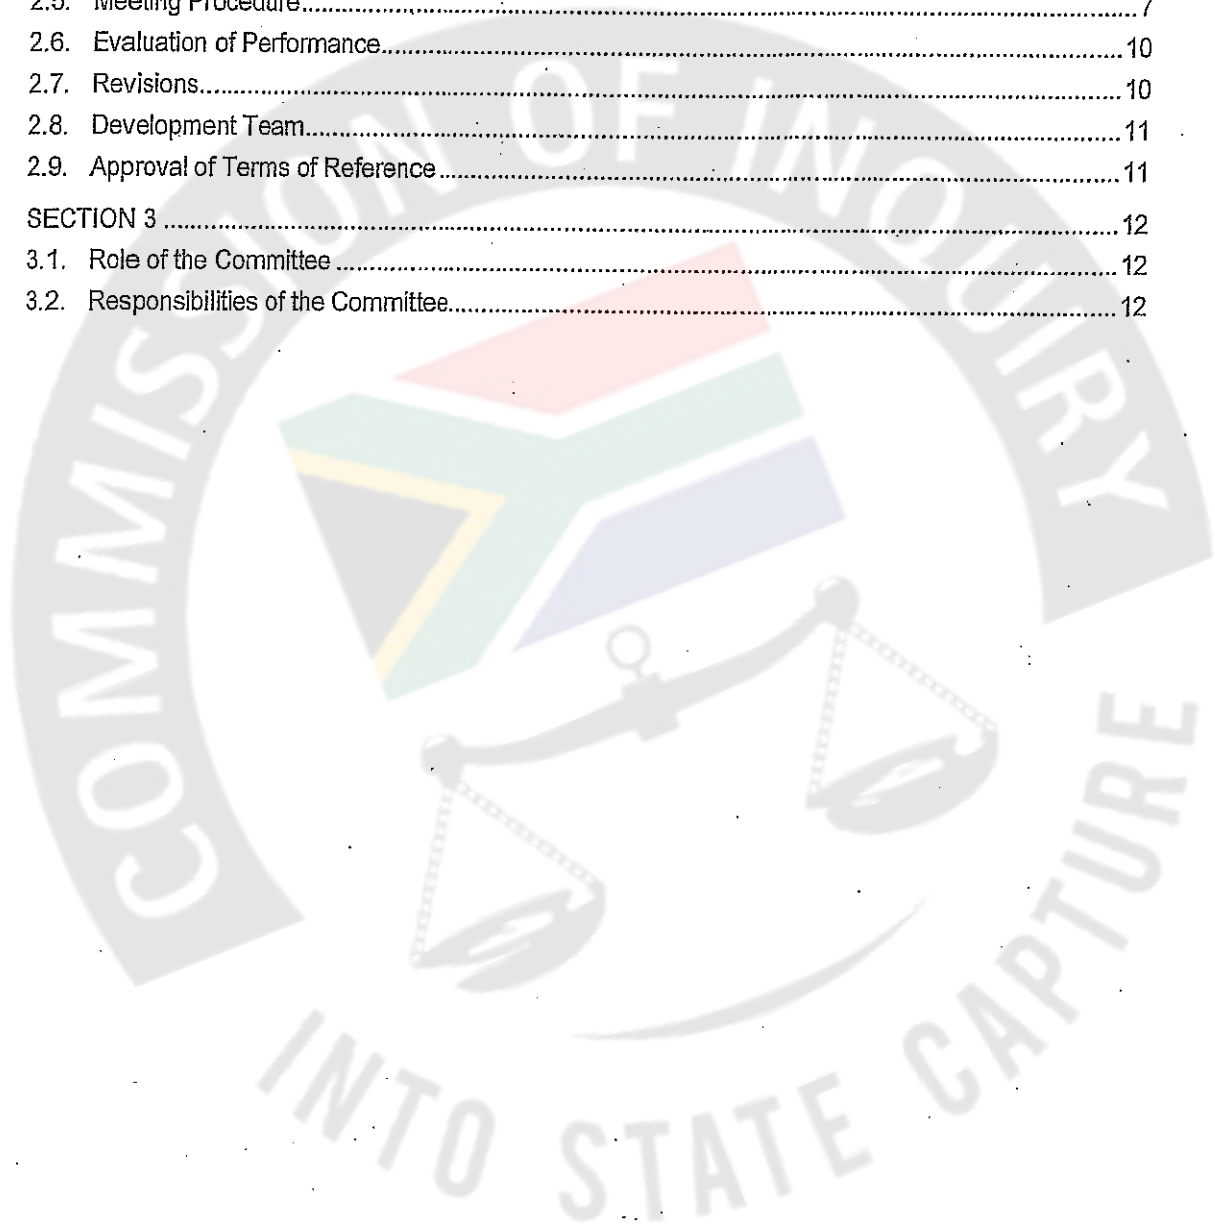 2.5. Meeting Procedure........................................7
2.6. Evaluation of Performance........................................10
2.7. Revisions........................................10
2.8. Development Team........................................11
2.9. Approval of Terms of Reference........................................11
SECTION 3........................................12
3.1. Role of the Committee........................................12
3.2. Responsibilities of the Committee........................................12
COMMISSION OF INQUIRY
INTO STATE CAPTURE